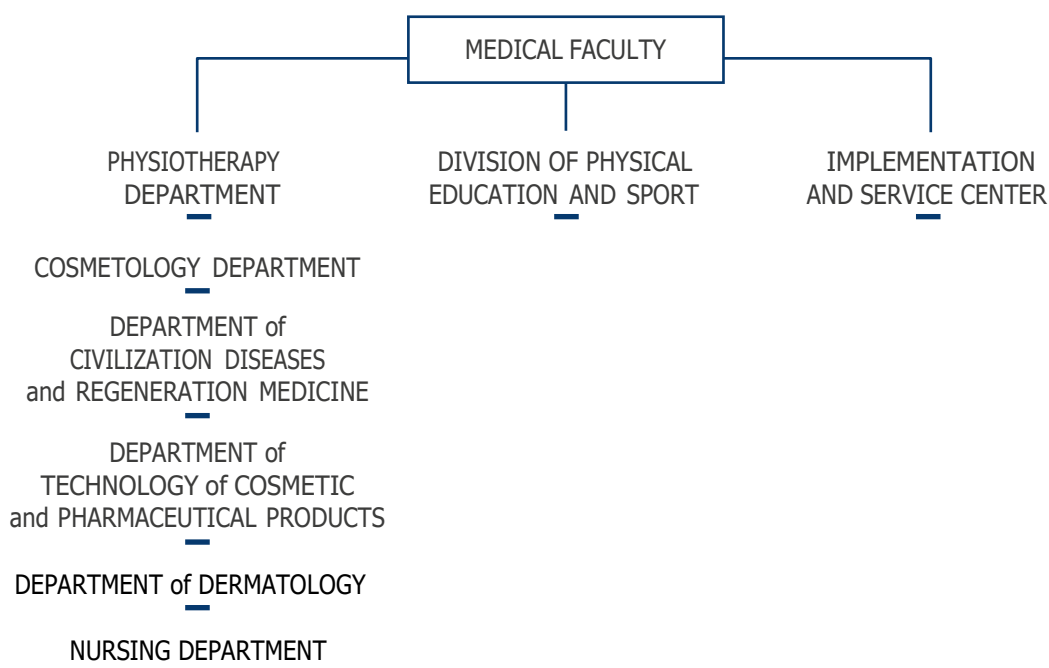 MEDICAL FACULTY
PHYSIOTHERAPY
DEPARTMENT
DIVISION OF PHYSICAL
EDUCATION AND SPORT
IMPLEMENTATION
AND SERVICE CENTER
COSMETOLOGY DEPARTMENT
DEPARTMENT of
CIVILIZATION DISEASES
and REGENERATION MEDICINE
DEPARTMENT of
TECHNOLOGY of COSMETIC
and PHARMACEUTICAL PRODUCTS
DEPARTMENT of DERMATOLOGY
NURSING DEPARTMENT